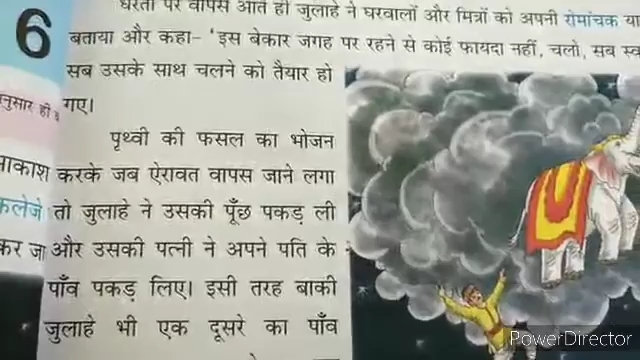 6
धरती पर वापस आते ही जुलाहे ने घरवालों और मित्रों को अपनी रोमांचक
बताया और कहा- 'इस बेकार जगह पर रहने से कोई फायदा नहीं, चलो, सब
सब उसके साथ चलने को तैयार हो
गए।
पृथ्वी की फसल का भोजन
करके जब ऐरावत वापस जाने लगा
तो जुलाहे ने उसकी पूँछ पकड़ ली
और उसकी पत्नी ने अपने पति के
पाँव पकड़ लिए। इसी तरह बाकी
जुलाहे भी एक दूसरे का पाँव
PowerDirector